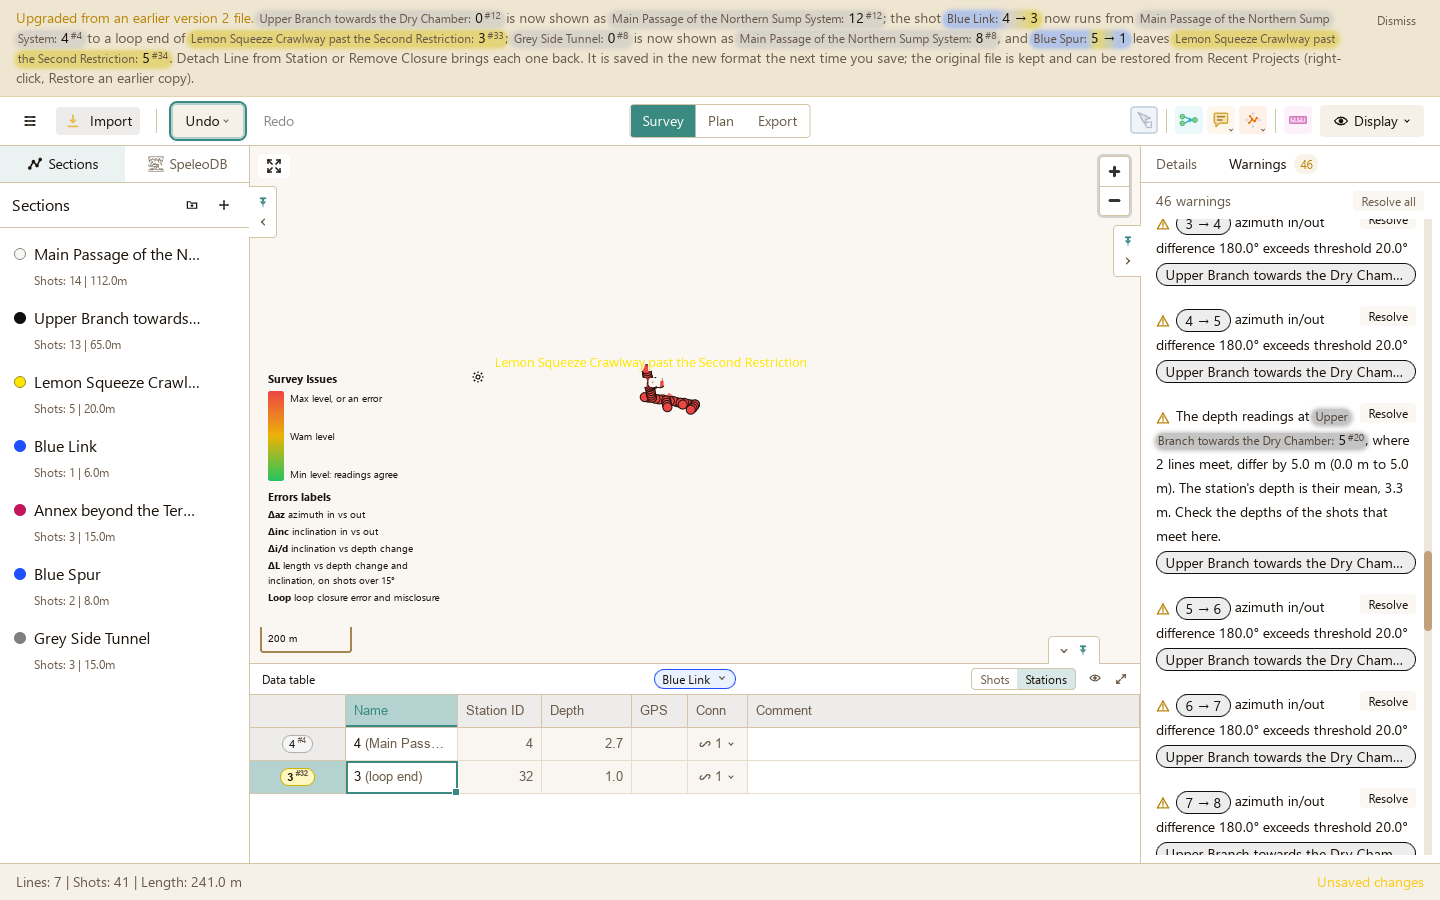 Upgraded from an earlier version 2 file. Upper Branch towards the Dry Chamber: 0 #12 is now shown as Main Passage of the Northern Sump System: 12 #12; the shot Blue Link: 4 → 3 now runs from Main Passage of the Northern Sump
System: 4 #4 to a loop end of Lemon Squeeze Crawlway past the Second Restriction: 3 #33; Grey Side Tunnel: 0 #8 is now shown as Main Passage of the Northern Sump System: 8 #8, and Blue Spur: 5 → 1 leaves Lemon Squeeze Crawlway past
the Second Restriction: 5 #34. Detach Line from Station or Remove Closure brings each one back. It is saved in the new format the next time you save; the original file is kept and can be restored from Recent Projects (right-
click, Restore an earlier copy).
Dismiss
Import
Undo
Redo
Survey
Plan
Export
Display
Sections
SpeleoDB
Sections
Main Passage of the N...
Shots: 14 | 112.0m
Upper Branch towards...
Shots: 13 | 65.0m
Lemon Squeeze Crawl...
Shots: 5 | 20.0m
Blue Link
Shots: 1 | 6.0m
Annex beyond the Ter...
Shots: 3 | 15.0m
Blue Spur
Shots: 2 | 8.0m
Grey Side Tunnel
Shots: 3 | 15.0m
Lemon Squeeze Crawlway past the Second Restriction
Survey Issues
Max level, or an error
Warn level
Min level: readings agree
Errors labels
Δaz azimuth in vs out
Δinc inclination in vs out
Δi/d inclination vs depth change
ΔL length vs depth change and
inclination, on shots over 15°
Loop loop closure error and misclosure
200 m
Data table
Blue Link
Shots
Stations
Name
Station ID
Depth
GPS
Conn
Comment
4 #4
4 (Main Pass...
4
2.7
1
3 #32
3 (loop end)
32
1.0
1
Details
Warnings
46
46 warnings
Resolve all
3 → 4 azimuth in/out
Resolve
difference 180.0° exceeds threshold 20.0°
Upper Branch towards the Dry Cham...
4 → 5 azimuth in/out
Resolve
difference 180.0° exceeds threshold 20.0°
Upper Branch towards the Dry Cham...
The depth readings at Upper
Resolve
Branch towards the Dry Chamber: 5 #20, where
2 lines meet, differ by 5.0 m (0.0 m to 5.0
m). The station's depth is their mean, 3.3
m. Check the depths of the shots that
meet here.
Upper Branch towards the Dry Cham...
5 → 6 azimuth in/out
Resolve
difference 180.0° exceeds threshold 20.0°
Upper Branch towards the Dry Cham...
6 → 7 azimuth in/out
Resolve
difference 180.0° exceeds threshold 20.0°
Upper Branch towards the Dry Cham...
7 → 8 azimuth in/out
Resolve
difference 180.0° exceeds threshold 20.0°
Upper Branch towards the Dry Cham...
Lines: 7 | Shots: 41 | Length: 241.0 m
Unsaved changes